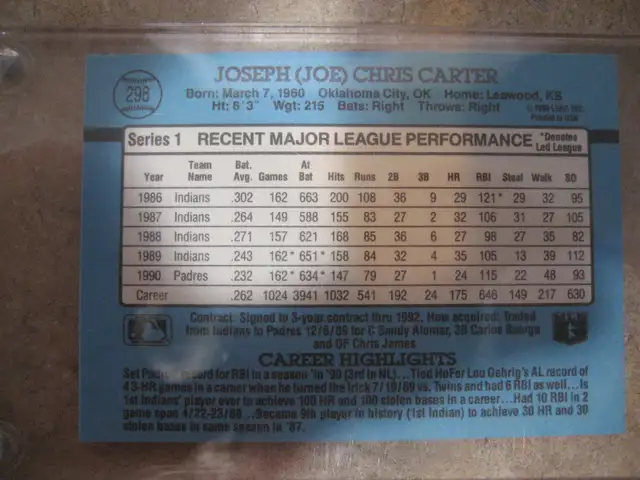 298
JOSEPH (JOE) CHRIS CARTER
Born: March 7, 1960 Oklahoma City, OK Home: Leawood, KS
Ht: 6'3" Wgt: 215 Bats: Right Throws: Right
Printed in USA
Series 1 RECENT MAJOR LEAGUE PERFORMANCE *Denotes Led League
Year Team Name Bat. Avg. Games At Bat Hits Runs 2B 3B HR RBI Steal Walk SO
1986 Indians .302 162 663 200 108 36 9 29 121* 29 32 95
1987 Indians .264 149 588 155 83 27 2 32 106 31 27 105
1988 Indians .271 157 621 168 85 36 6 27 98 27 35 82
1989 Indians .243 162* 651* 158 84 32 4 35 105 13 39 112
1990 Padres .232 162* 634* 147 79 27 1 24 115 22 48 93
Career .262 1024 3941 1032 541 192 24 175 646 149 217 630
Contract: Signed to 3-year contract thru 1992. How acquired: traded
from Indians to Padres 12/6/89 for C Sandy Alomar, 3B Carlos Baerga
and OF Chris James
CAREER HIGHLIGHTS
Set Padres record for RBI in a season in '90 (3rd in NL)...Tied HoFer Lou Gehrig's AL record of
4 3-HR games in a career when he turned the trick 7/19/89 vs. Twins and had 6 RBI as well...Is
1st Indians' player ever to achieve 100 HR and 100 stolen bases in a career...Had 10 RBI in 2
game span 4/22-23/88...Became 9th player in history (1st Indian) to achieve 30 HR and 30
stolen bases in same season in '87.